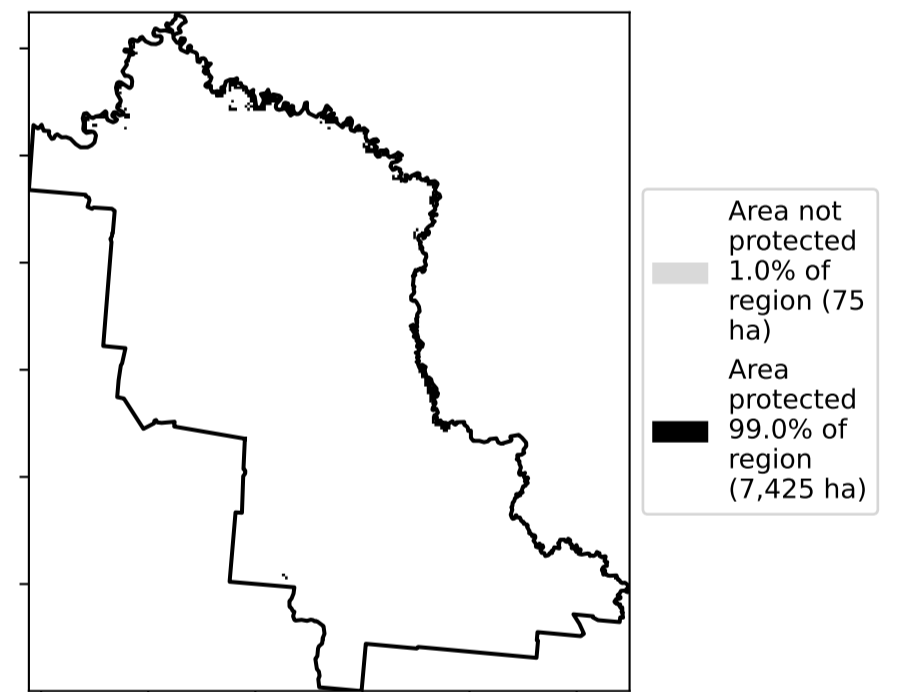 Area not
protected
1.0% of
region (75
ha)
Area
protected
99.0% of
region
(7,425 ha)